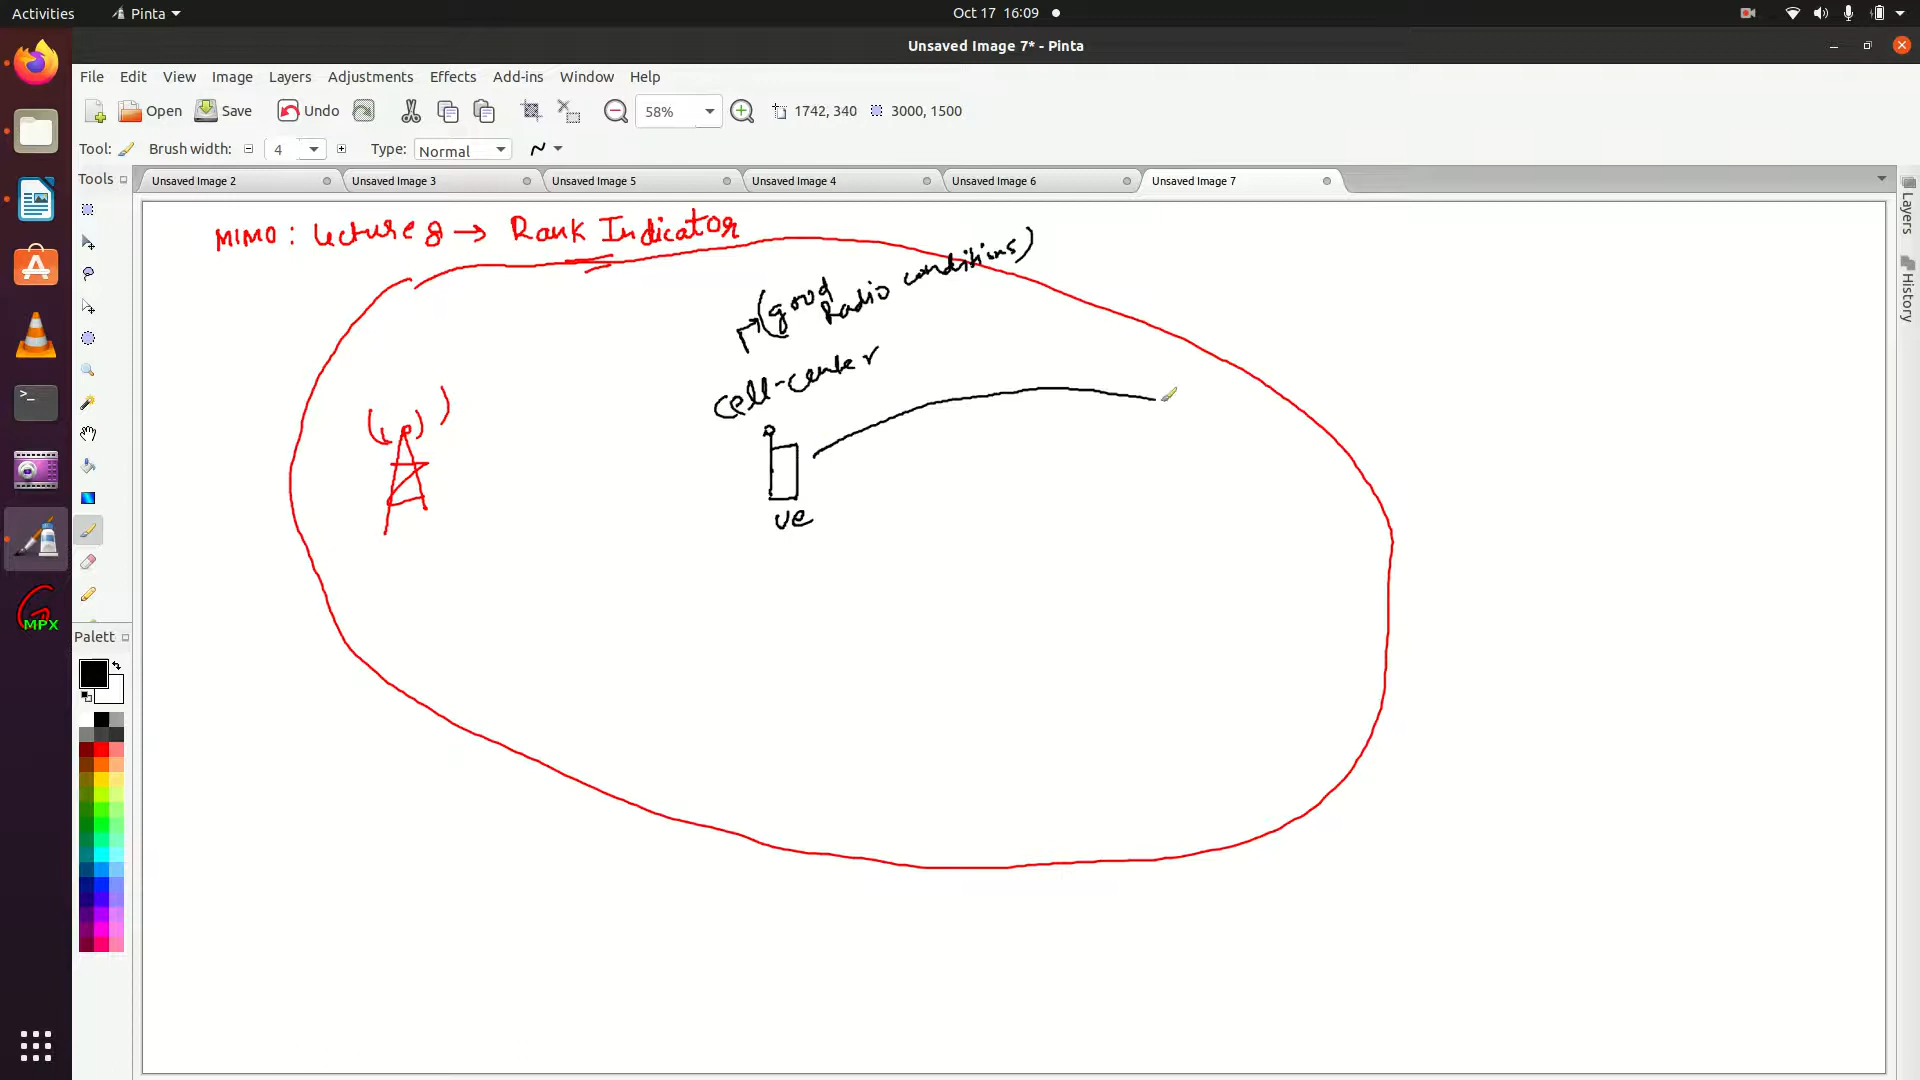 Activities
Pinta
Oct 17 16:09
Unsaved Image 7* - Pinta
File Edit View Image Layers Adjustments Effects Add-ins Window Help
Open Save Undo 58% 1742, 340 3000, 1500
Tool: Brush width: 4 Type: Normal
Tools
Unsaved Image 2 Unsaved Image 3 Unsaved Image 5 Unsaved Image 4 Unsaved Image 6 Unsaved Image 7
Layers
History
MIMO: Lecture 8 → Rank Indicator
(good Radio conditions)
cell-center
UE
Palett
MPX